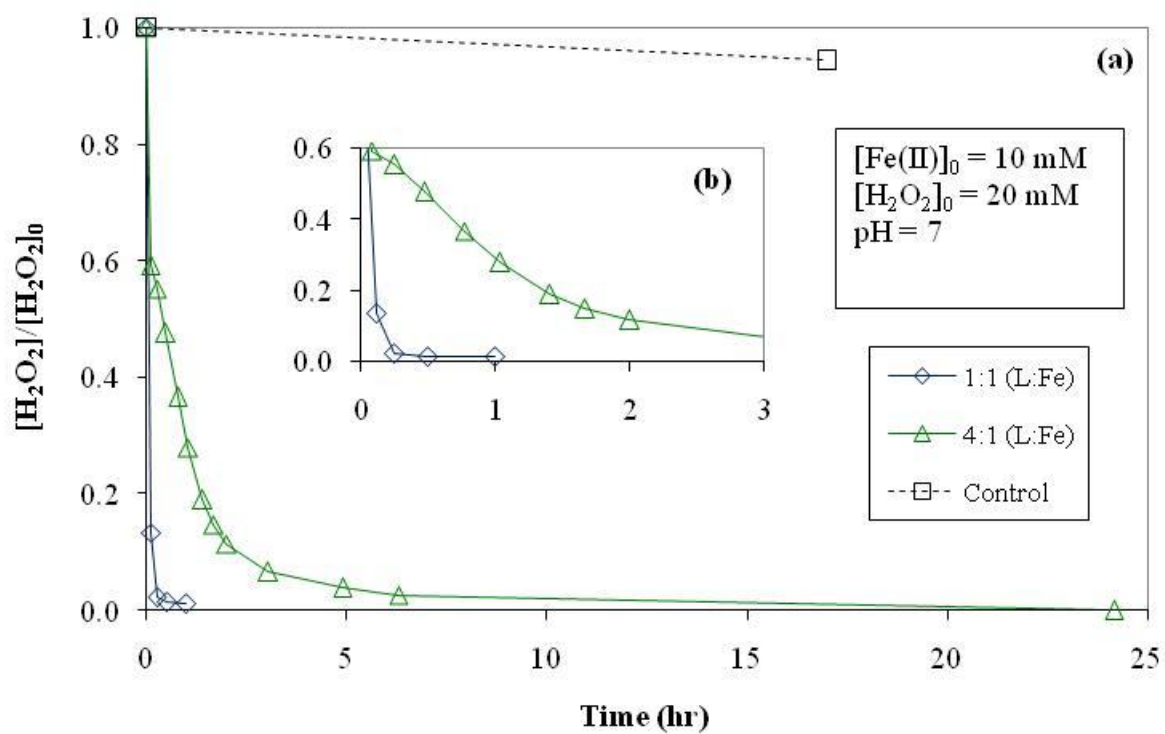 1.0
0.8
0.6
0.4
0.2
0.0
[H₂O₂]/[H₂O₂]₀
(a)
0.6
0.4
0.2
0.0
(b)
0 1 2 3
[Fe(II)]₀ = 10 mM
[H₂O₂]₀ = 20 mM
pH = 7
1:1 (L:Fe)
4:1 (L:Fe)
Control
0 5 10 15 20 25
Time (hr)